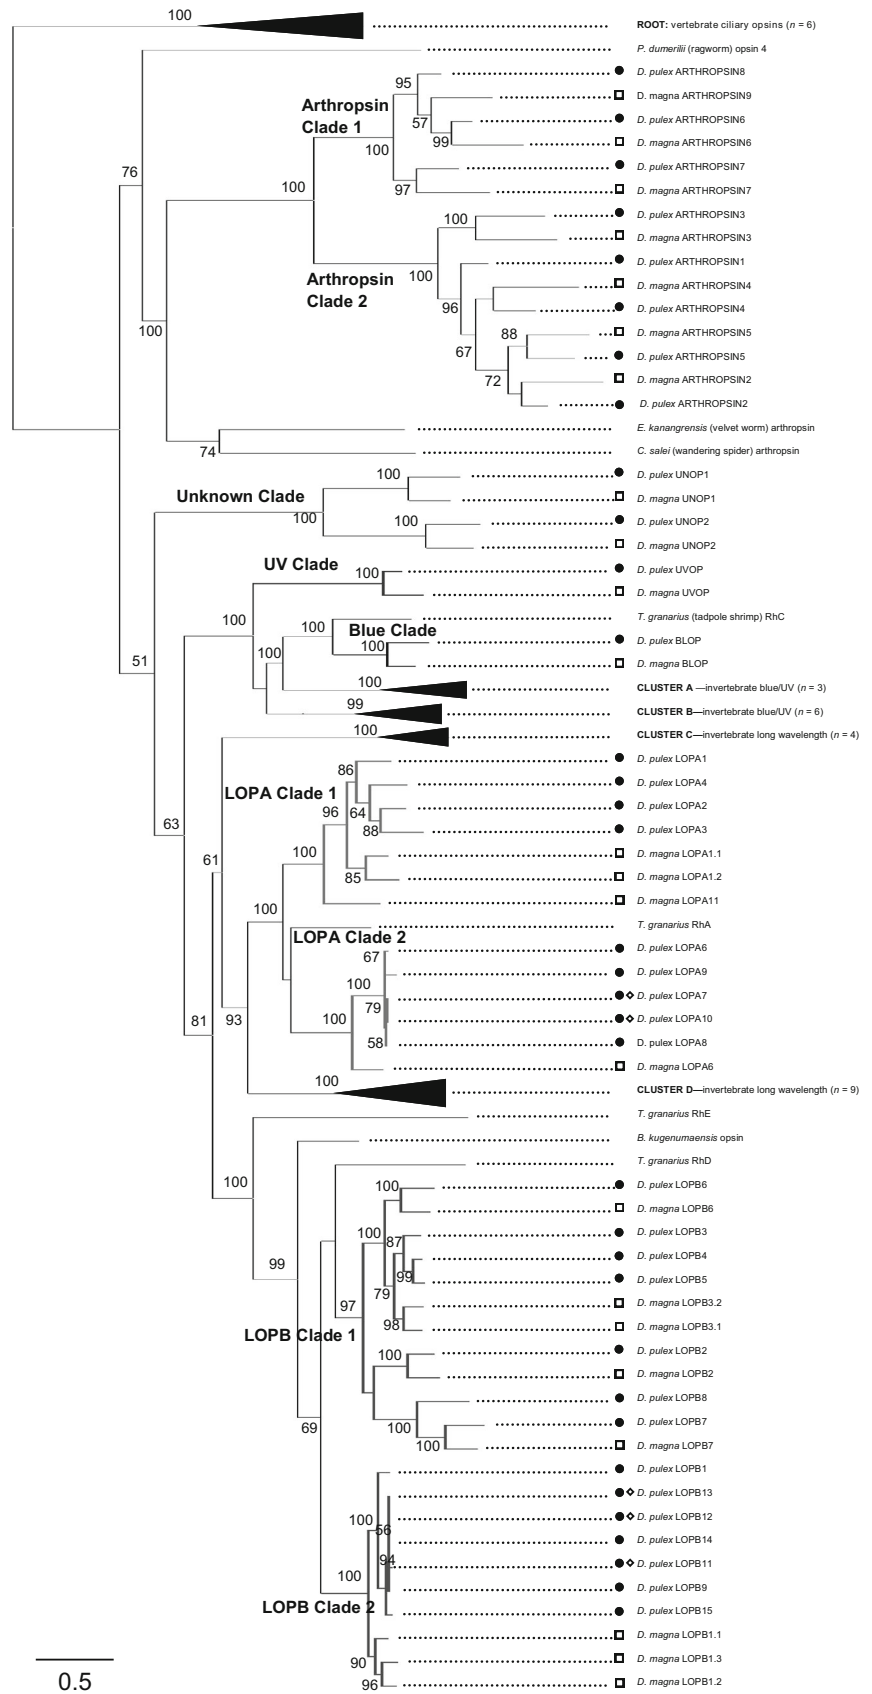 100
ROOT: vertebrate ciliary opsins (n = 6)
P. dumerilii (ragworm) opsin 4
D. pulex ARTHROPSIN8
95
D. magna ARTHROPSIN9
Arthropsin
Clade 1
D. pulex ARTHROPSIN6
57
99
D. magna ARTHROPSIN6
100
D. pulex ARTHROPSIN7
76
97
D. magna ARTHROPSIN7
100
D. pulex ARTHROPSIN3
100
D. magna ARTHROPSIN3
D. pulex ARTHROPSIN1
100
Arthropsin
Clade 2
D. magna ARTHROPSIN4
96
D. pulex ARTHROPSIN4
100
88
D. magna ARTHROPSIN5
67
D. pulex ARTHROPSIN5
72
D. magna ARTHROPSIN2
D. pulex ARTHROPSIN2
E. kanangrensis (velvet worm) arthropsin
74
C. salei (wandering spider) arthropsin
100
D. pulex UNOP1
Unknown Clade
D. magna UNOP1
100
100
D. pulex UNOP2
D. magna UNOP2
UV Clade
100
D. pulex UVOP
D. magna UVOP
100
T. granarius (tadpole shrimp) RhC
100
Blue Clade
D. pulex BLOP
100
51
100
D. magna BLOP
100
CLUSTER A —invertebrate blue/UV (n = 3)
99
CLUSTER B—invertebrate blue/UV (n = 6)
100
CLUSTER C—invertebrate long wavelength (n = 4)
D. pulex LOPA1
86
D. pulex LOPA4
LOPA Clade 1
D. pulex LOPA2
96
64
63
88
D. pulex LOPA3
100
D. magna LOPA1.1
61
85
D. magna LOPA1.2
D. magna LOPA11
100
T. granarius RhA
LOPA Clade 2
D. pulex LOPA6
67
D. pulex LOPA9
100
D. pulex LOPA7
79
81
93
100
D. pulex LOPA10
58
D. pulex LOPA8
D. magna LOPA6
100
CLUSTER D—invertebrate long wavelength (n = 9)
T. granarius RhE
B. kugenumaensis opsin
T. granarius RhD
100
100
D. pulex LOPB6
D. magna LOPB6
100
D. pulex LOPB3
87
D. pulex LOPB4
99
99
D. pulex LOPB5
79
D. magna LOPB3.2
97
98
D. magna LOPB3.1
LOPB Clade 1
D. pulex LOPB2
100
D. magna LOPB2
D. pulex LOPB8
69
100
D. pulex LOPB7
100
D. magna LOPB7
D. pulex LOPB1
D. pulex LOPB13
100
56
D. pulex LOPB12
D. pulex LOPB14
94
D. pulex LOPB11
100
D. pulex LOPB9
LOPB Clade 2
D. pulex LOPB15
D. magna LOPB1.1
90
D. magna LOPB1.3
96
D. magna LOPB1.2
0.5